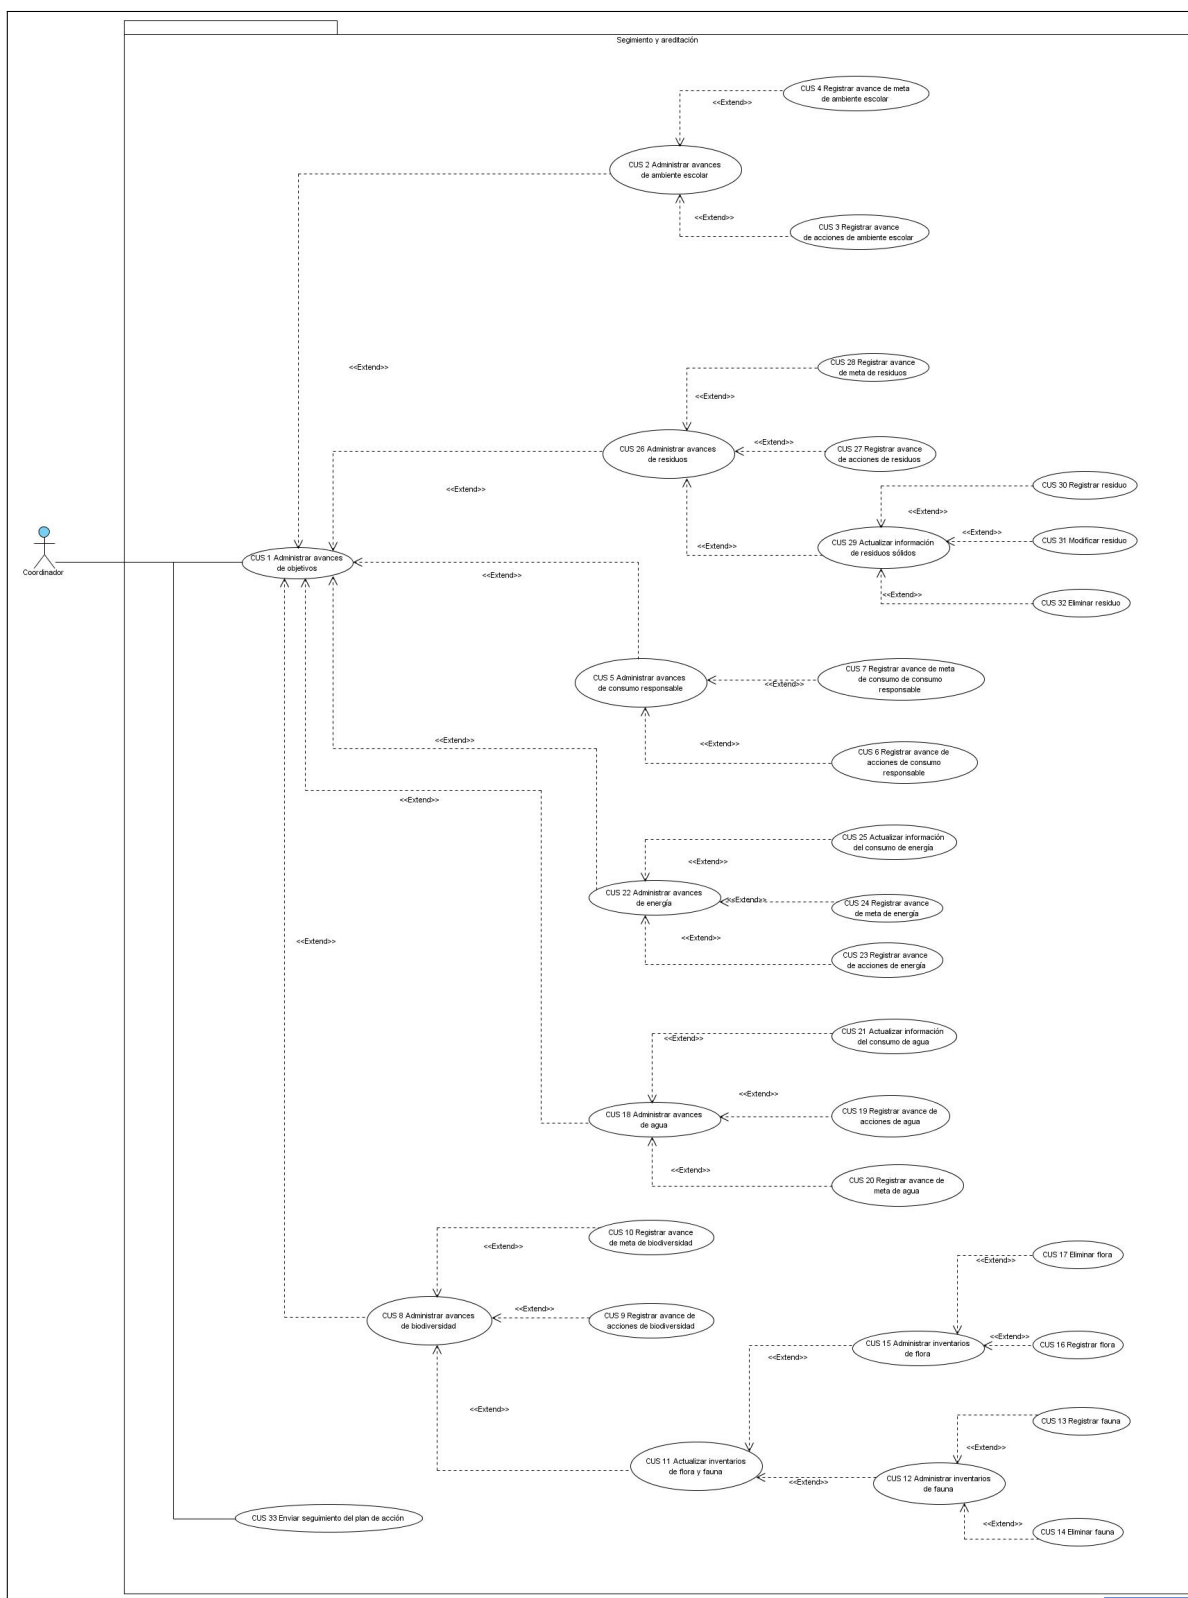 Segimiento y areditación
CUS 4 Registrar avance de meta
de ambiente escolar
<<Extend>>
CUS 2 Administrar avances
de ambiente escolar
<<Extend>>
CUS 3 Registrar avance
de acciones de ambiente escolar
<<Extend>>
CUS 28 Registrar avance
de meta de residuos
<<Extend>>
CUS 26 Administrar avances
de residuos
<<Extend>>
CUS 27 Registrar avance
de acciones de residuos
<<Extend>>
CUS 30 Registrar residuo
<<Extend>>
CUS 29 Actualizar información
de residuos sólidos
<<Extend>>
CUS 31 Modificar residuo
<<Extend>>
<<Extend>>
CUS 32 Eliminar residuo
Coordinador
CUS 1 Administrar avances
de objetivos
<<Extend>>
CUS 5 Administrar avances
de consumo responsable
<<Extend>>
CUS 7 Registrar avance de meta
de consumo de consumo
responsable
<<Extend>>
CUS 6 Registrar avance de
acciones de consumo
responsable
<<Extend>>
<<Extend>>
CUS 25 Actualizar información
del consumo de energía
<<Extend>>
CUS 22 Administrar avances
de energía
<<Extend>>
CUS 24 Registrar avance
de meta de energía
<<Extend>>
CUS 23 Registrar avance
de acciones de energía
<<Extend>>
CUS 21 Actualizar información
del consumo de agua
<<Extend>>
CUS 18 Administrar avances
de agua
<<Extend>>
CUS 19 Registrar avance de
acciones de agua
<<Extend>>
CUS 20 Registrar avance de
meta de agua
CUS 10 Registrar avance
de meta de biodiversidad
<<Extend>>
CUS 8 Administrar avances
de biodiversidad
<<Extend>>
CUS 9 Registrar avance de
acciones de biodiversidad
CUS 17 Eliminar flora
<<Extend>>
CUS 15 Administrar inventarios
de flora
<<Extend>>
CUS 16 Registrar flora
<<Extend>>
<<Extend>>
CUS 13 Registrar fauna
<<Extend>>
CUS 11 Actualizar inventarios
de flora y fauna
<<Extend>>
CUS 12 Administrar inventarios
de fauna
<<Extend>>
CUS 14 Eliminar fauna
CUS 33 Enviar seguimiento del plan de acción